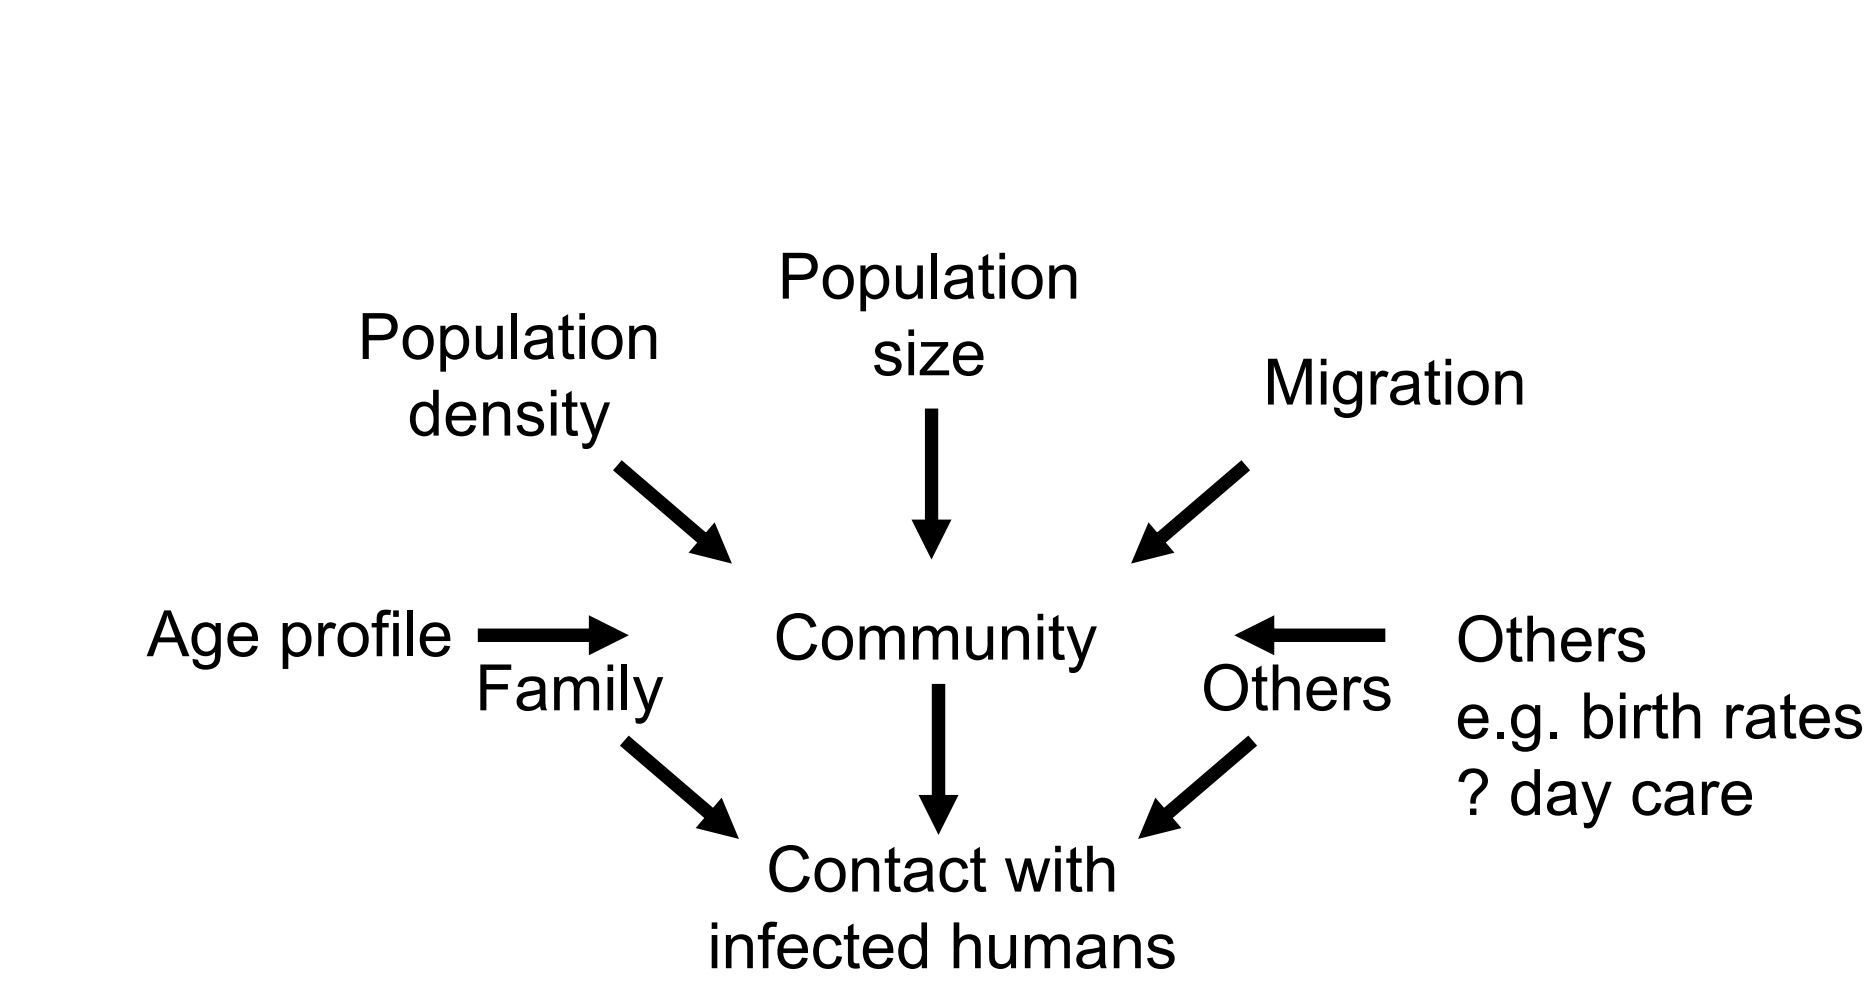 Population
size
Population
density
Migration
Age profile
Community
Others
e.g. birth rates
? day care
Family
Others
Contact with
infected humans